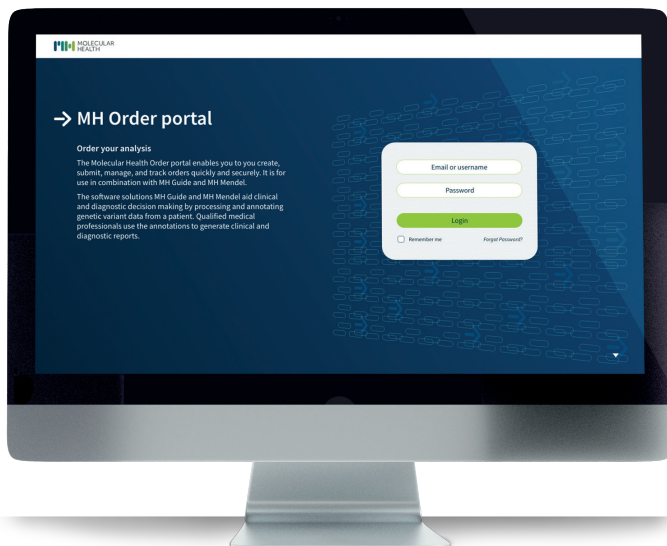 MOLECULAR
HEALTH
MH Order portal
Order your analysis
The Molecular Health Order portal enables you to you create,
submit, manage, and track orders quickly and securely. It is for
use in combination with MH Guide and MH Mendel.
The software solutions MH Guide and MH Mendel aid clinical
and diagnostic decision making by processing and annotating
genetic variant data from a patient. Qualified medical
professionals use the annotations to generate clinical and
diagnostic reports.
Email or username
Password
Login
Remember me
Forgot Password?